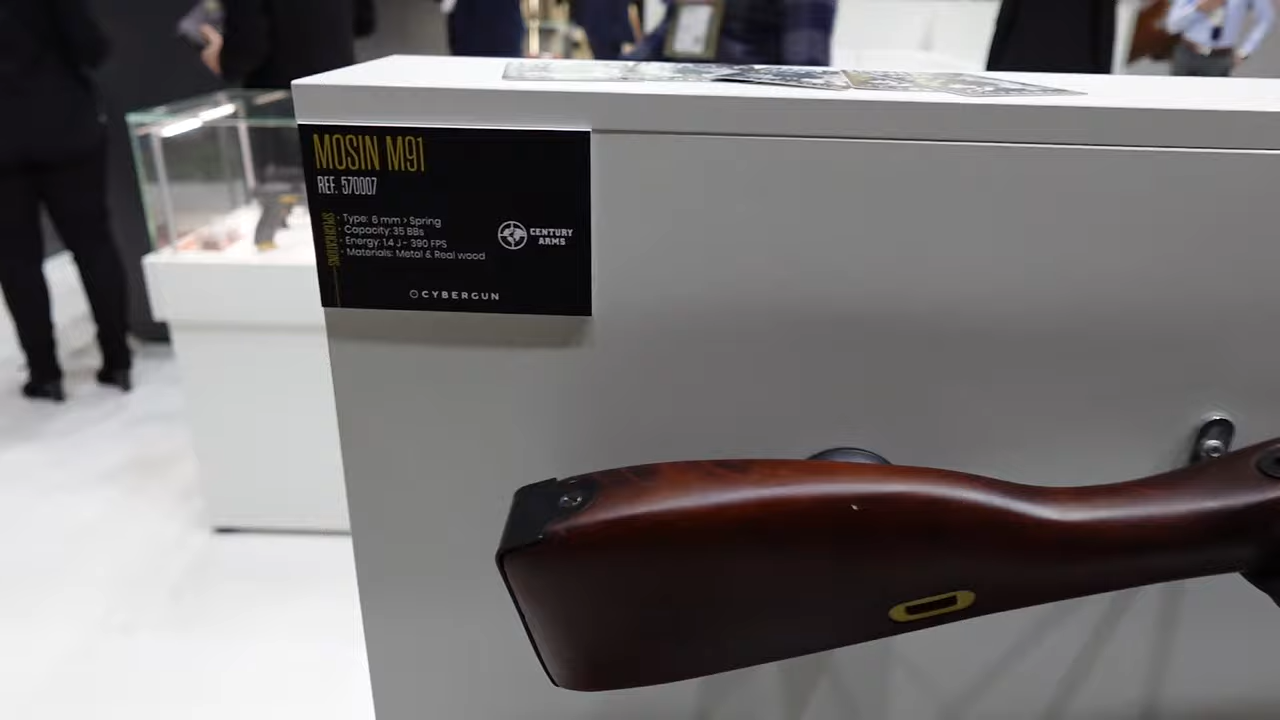 MOSIN M91
REF. 570007
SPECIFICATIONS
· Type: 6 mm > Spring
· Capacity: 35 BBs
· Energy: 1.4 J - 390 FPS
· Materials: Metal & Real wood
CENTURY
ARMS
CYBERGUN